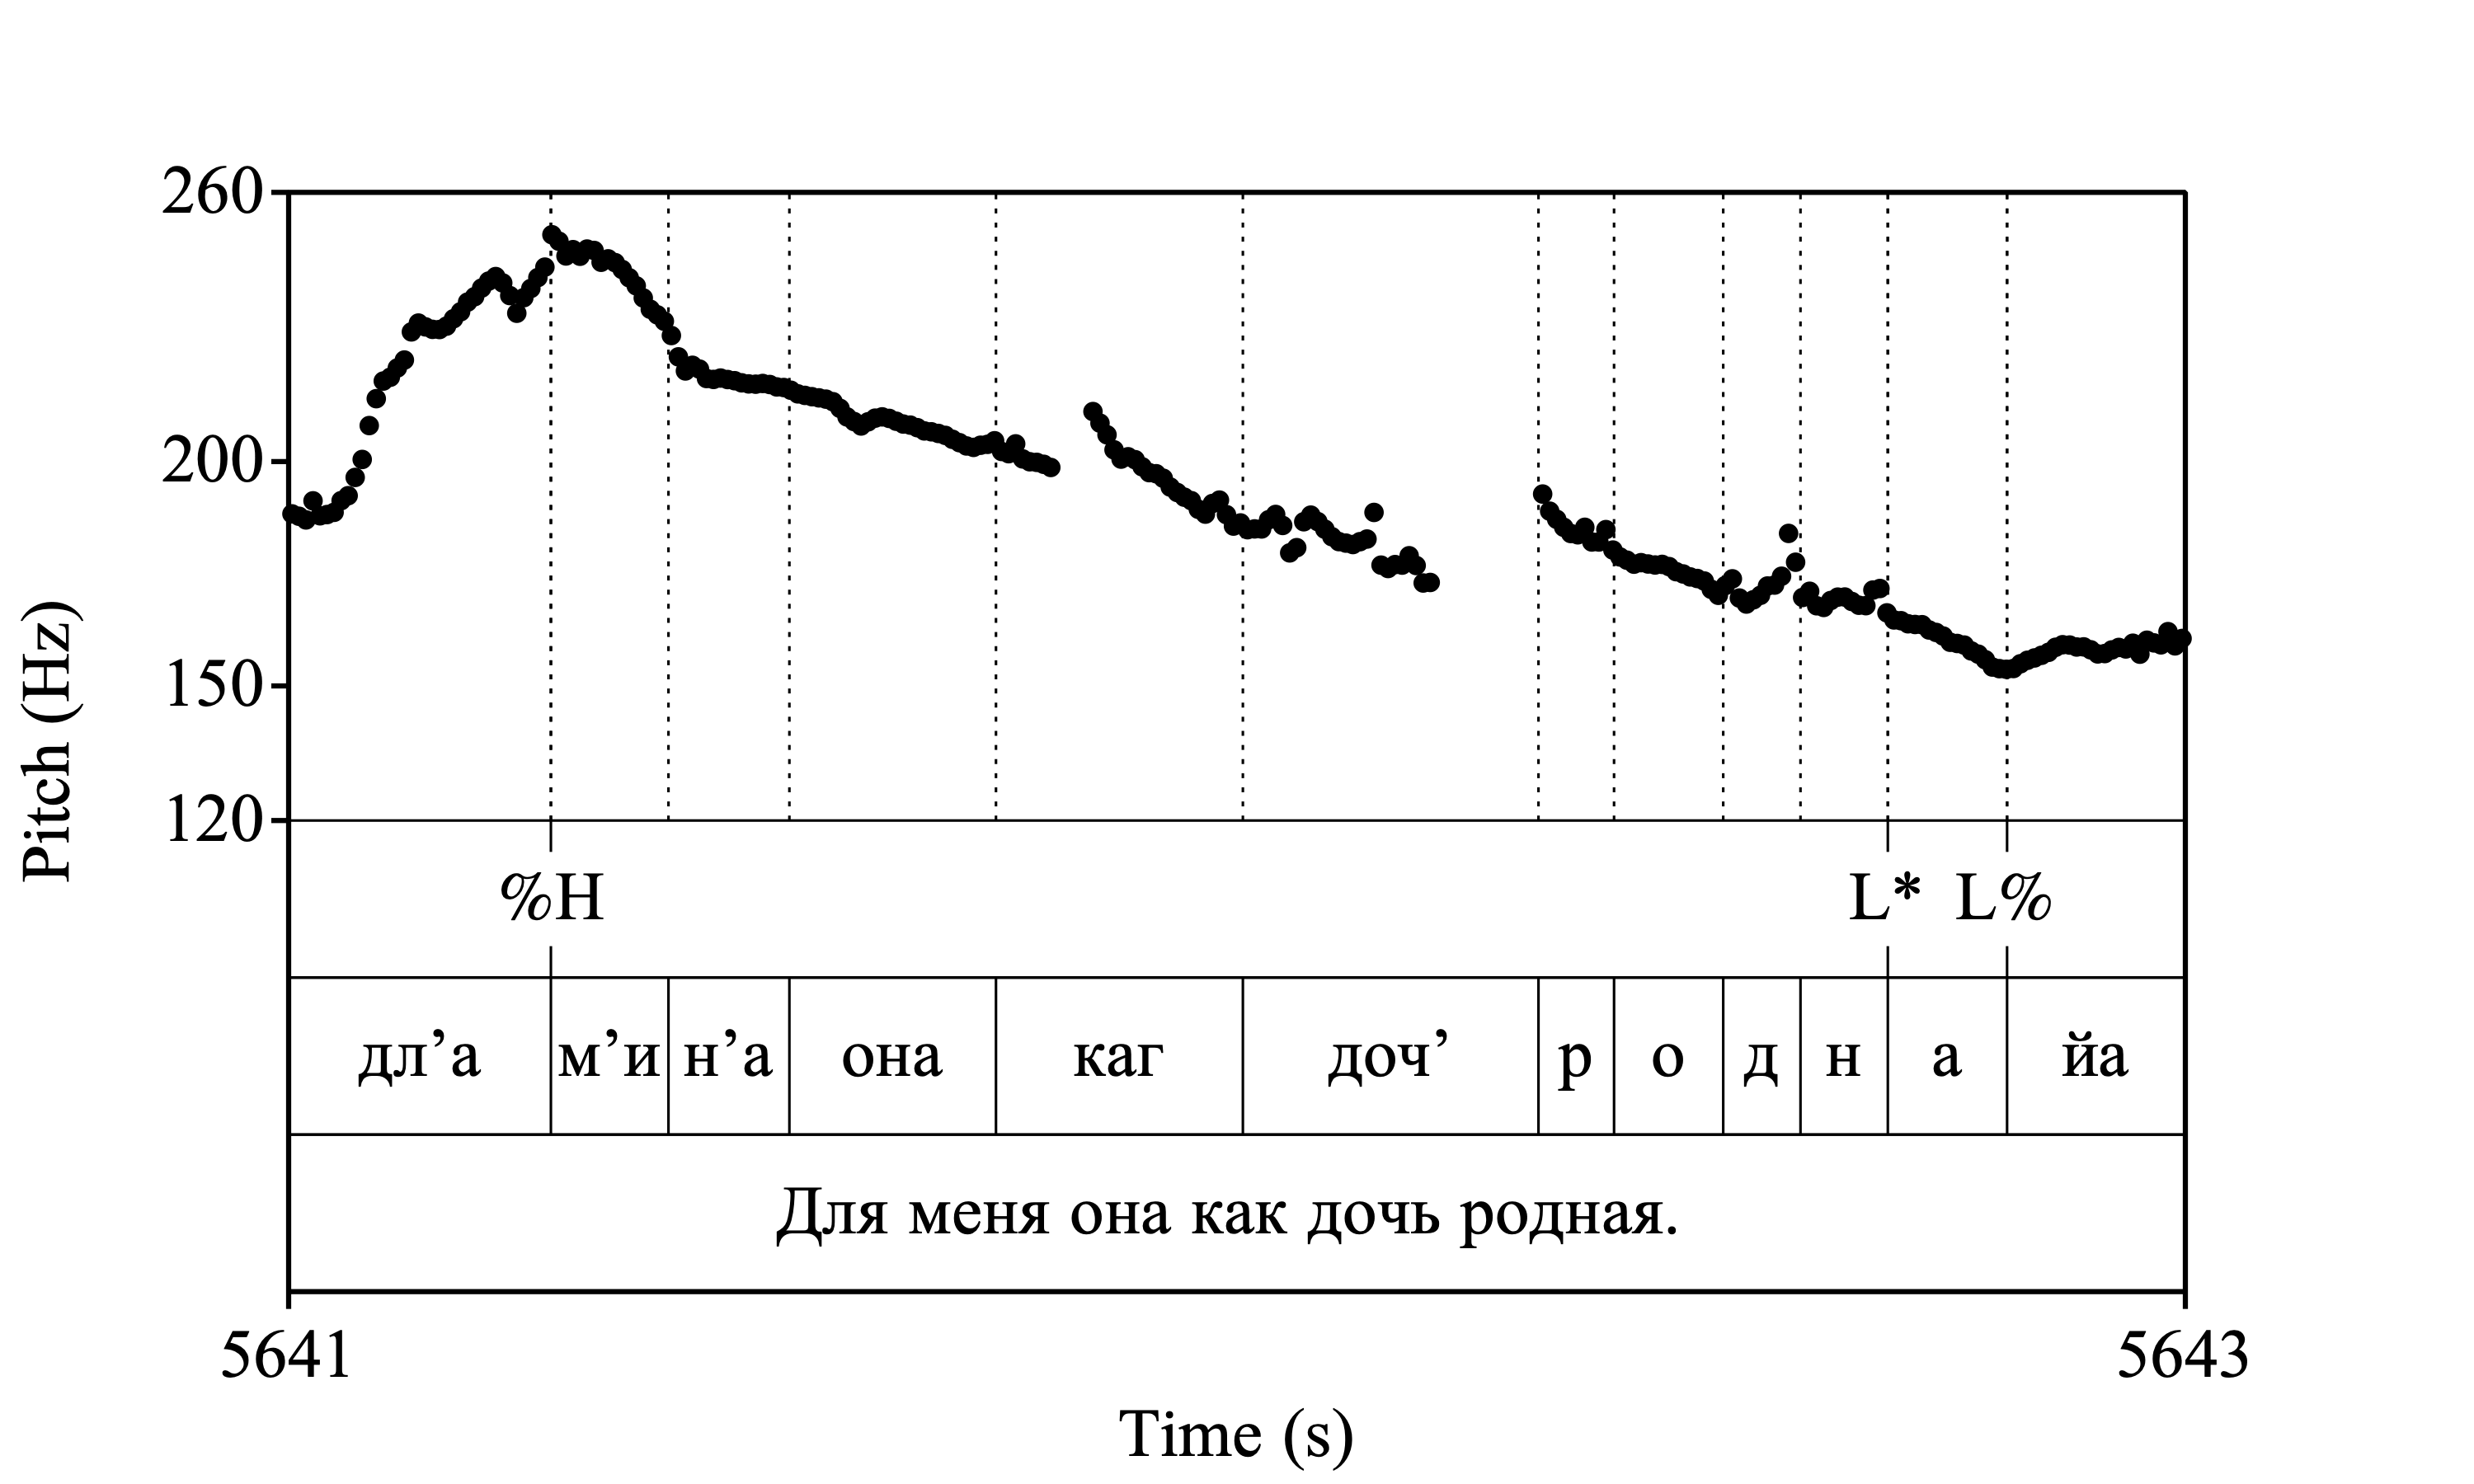 260
200
150
120
Pitch (Hz)
%H L* L%
дл’а м’и н’а она каг доч’ р о д н а йа
Для меня она как дочь родная.
5641 5643
Time (s)